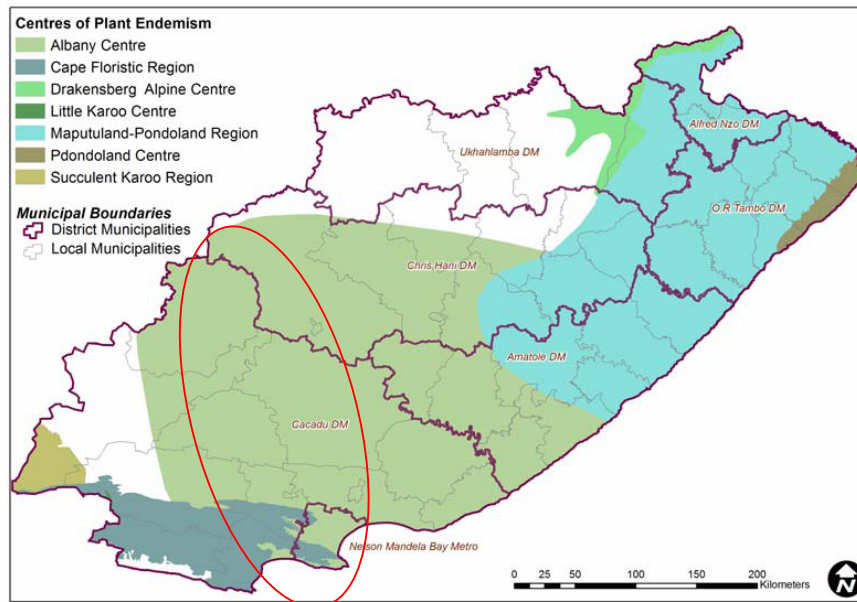 Centres of Plant Endemism
Albany Centre
Cape Floristic Region
Drakensberg Alpine Centre
Little Karoo Centre
Maputuland-Pondoland Region
Pdondoland Centre
Succulent Karoo Region
Municipal Boundaries
District Municipalities
Local Municipalities
Alfred Nzo DM
Ukhahlamba DM
O R Tambo DM
Chris Hani DM
Amatole DM
Cacadu DM
Nelson Mandela Bay Metro
0 25 50 100 150 200
Kilometers
N